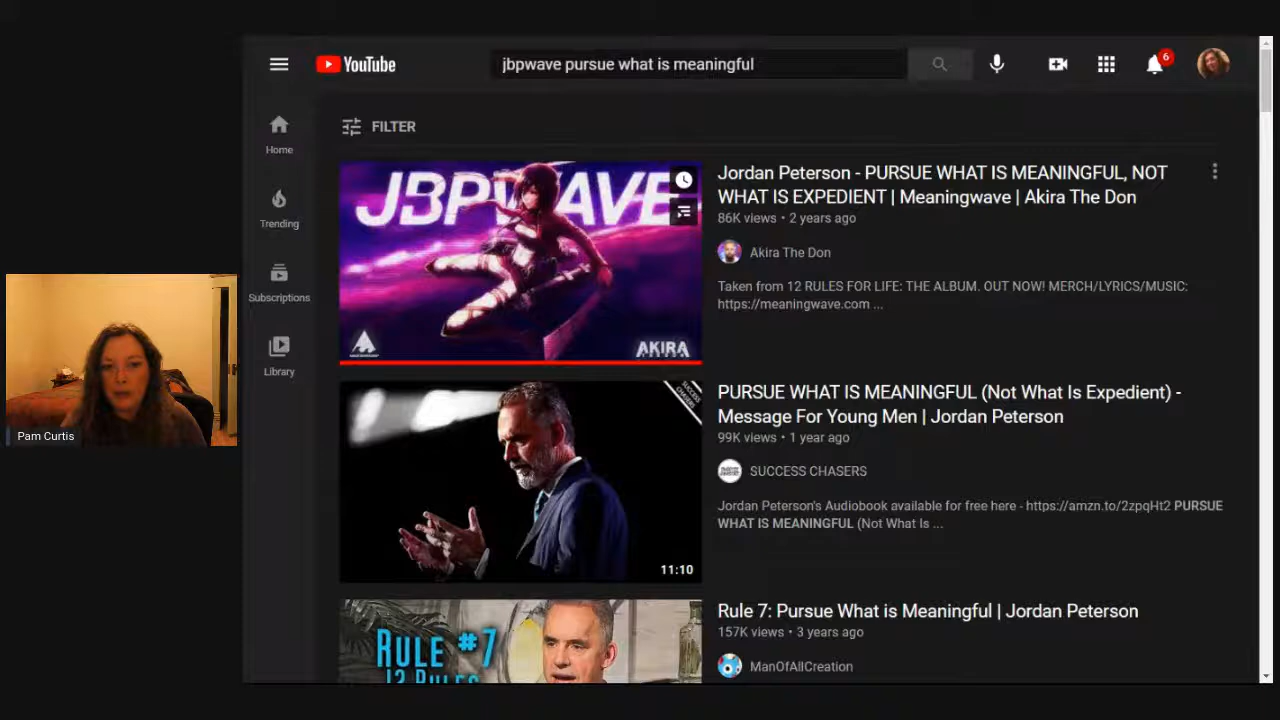 YouTube
jbpwave pursue what is meaningful
6
Home
Trending
Subscriptions
Library
FILTER
JBPWAVE
AKIRA
Jordan Peterson - PURSUE WHAT IS MEANINGFUL, NOT
WHAT IS EXPEDIENT | Meaningwave | Akira The Don
86K views • 2 years ago
Akira The Don
Taken from 12 RULES FOR LIFE: THE ALBUM. OUT NOW! MERCH/LYRICS/MUSIC:
https://meaningwave.com ...
Pam Curtis
SUCCESS
CHASERS
11:10
PURSUE WHAT IS MEANINGFUL (Not What Is Expedient) -
Message For Young Men | Jordan Peterson
99K views • 1 year ago
SUCCESS CHASERS
Jordan Peterson's Audiobook available for free here - https://amzn.to/2zpqHt2 PURSUE
WHAT IS MEANINGFUL (Not What Is ...
RULE #7
12 RULES
Rule 7: Pursue What is Meaningful | Jordan Peterson
157K views • 3 years ago
ManOfAllCreation